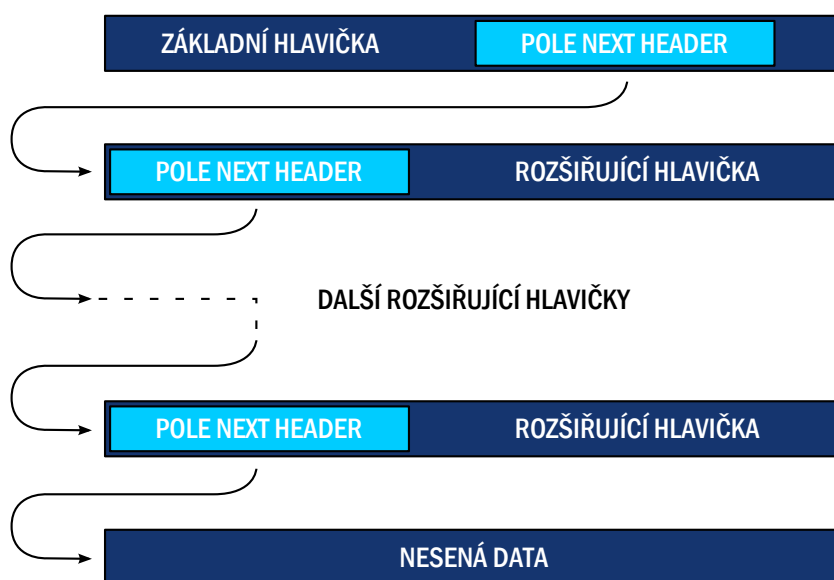 ZÁKLADNÍ HLAVIČKA POLE NEXT HEADER
POLE NEXT HEADER ROZŠIŘUJÍCÍ HLAVIČKA
DALŠÍ ROZŠIŘUJÍCÍ HLAVIČKY
POLE NEXT HEADER ROZŠIŘUJÍCÍ HLAVIČKA
NESENÁ DATA